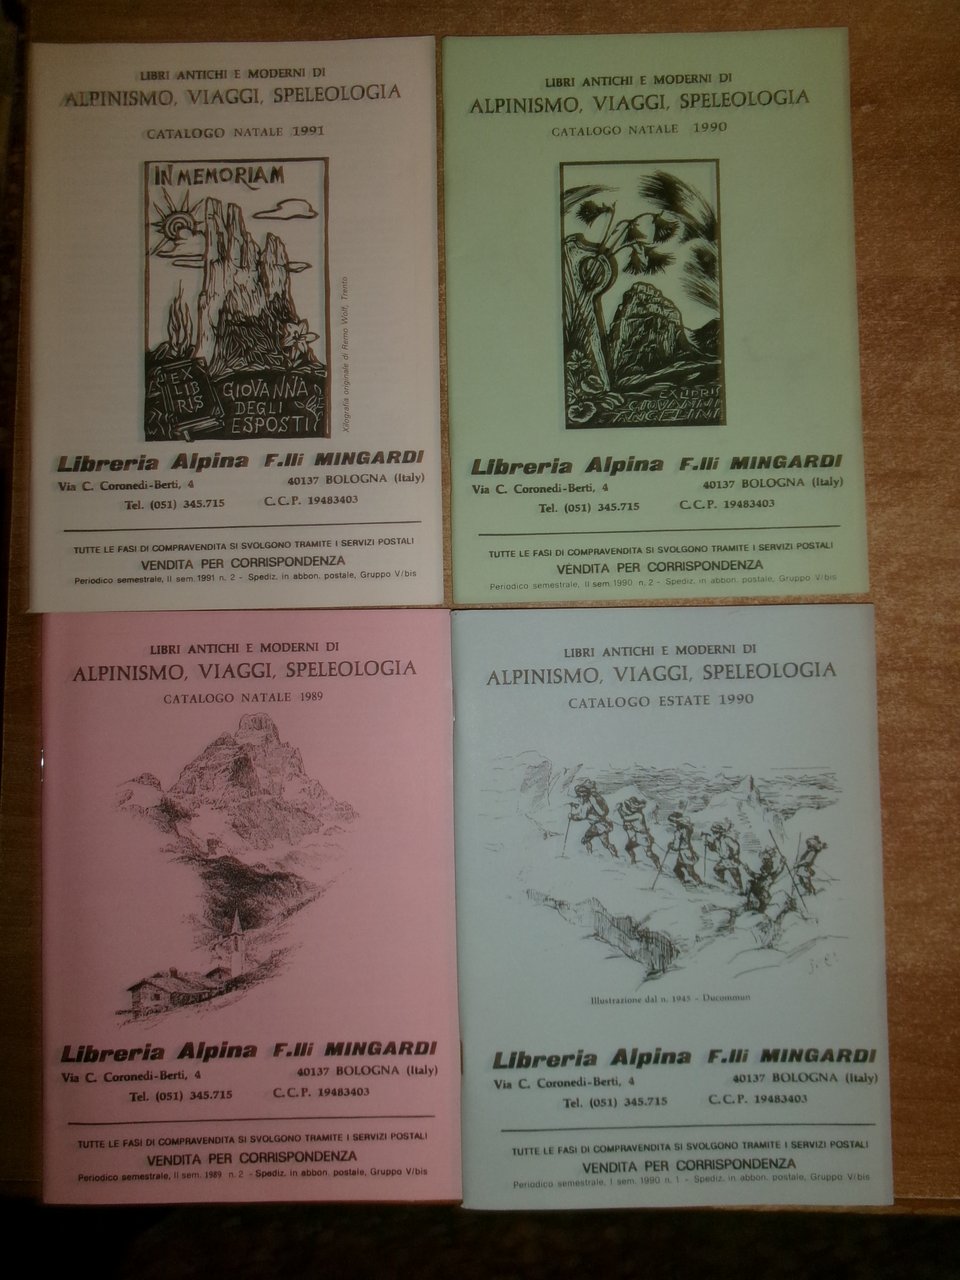 LIBRI ANTICHI E MODERNI DI
ALPINISMO, VIAGGI, SPELEOLOGIA
CATALOGO NATALE 1991
IN MEMORIAM
EX
LIB
RIS
GIOVANNA
DEGLI
ESPOSTI
Xilografia originale di Remo Wolf, Trento
Libreria Alpina F.lli MINGARDI
Via C. Coronedi-Berti, 4 40137 BOLOGNA (Italy)
Tel. (051) 345.715 C.C.P. 19483403
TUTTE LE FASI DI COMPRAVENDITA SI SVOLGONO TRAMITE I SERVIZI POSTALI
VENDITA PER CORRISPONDENZA
Periodico semestrale, II sem. 1991 n. 2 - Spediz. in abbon. postale, Gruppo V/bis
LIBRI ANTICHI E MODERNI DI
ALPINISMO, VIAGGI, SPELEOLOGIA
CATALOGO NATALE 1990
EX LIBRIS
GIOVANNI
ANGELINI
Libreria Alpina F.lli MINGARDI
Via C. Coronedi-Berti, 4 40137 BOLOGNA (Italy)
Tel. (051) 345.715 C.C.P. 19483403
TUTTE LE FASI DI COMPRAVENDITA SI SVOLGONO TRAMITE I SERVIZI POSTALI
VENDITA PER CORRISPONDENZA
Periodico semestrale, II sem. 1990 n. 2 - Spediz. in abbon. postale, Gruppo V/bis
LIBRI ANTICHI E MODERNI DI
ALPINISMO, VIAGGI, SPELEOLOGIA
CATALOGO NATALE 1989
Libreria Alpina F.lli MINGARDI
Via C. Coronedi-Berti, 4 40137 BOLOGNA (Italy)
Tel. (051) 345.715 C.C.P. 19483403
TUTTE LE FASI DI COMPRAVENDITA SI SVOLGONO TRAMITE I SERVIZI POSTALI
VENDITA PER CORRISPONDENZA
Periodico semestrale, II sem. 1989 n. 2 - Spediz. in abbon. postale, Gruppo V/bis
LIBRI ANTICHI E MODERNI DI
ALPINISMO, VIAGGI, SPELEOLOGIA
CATALOGO ESTATE 1990
Illustrazione dal n. 1945 - Ducommun
Libreria Alpina F.lli MINGARDI
Via C. Coronedi-Berti, 4 40137 BOLOGNA (Italy)
Tel. (051) 345.715 C.C.P. 19483403
TUTTE LE FASI DI COMPRAVENDITA SI SVOLGONO TRAMITE I SERVIZI POSTALI
VENDITA PER CORRISPONDENZA
Periodico semestrale, I sem. 1990 n. 1 - Spediz. in abbon. postale, Gruppo V/bis